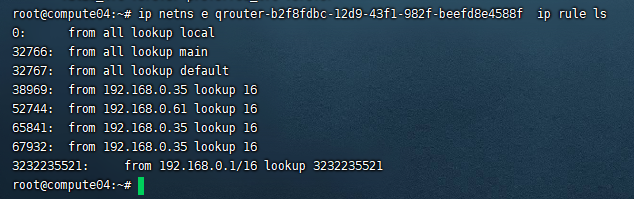 root@compute04:~# ip netns e qrouter-b2f8fdbc-12d9-43f1-982f-beefd8e4588f  ip rule ls
0:      from all lookup local
32766:  from all lookup main
32767:  from all lookup default
38969:  from 192.168.0.35 lookup 16
52744:  from 192.168.0.61 lookup 16
65841:  from 192.168.0.35 lookup 16
67932:  from 192.168.0.35 lookup 16
3232235521:     from 192.168.0.1/16 lookup 3232235521
root@compute04:~#